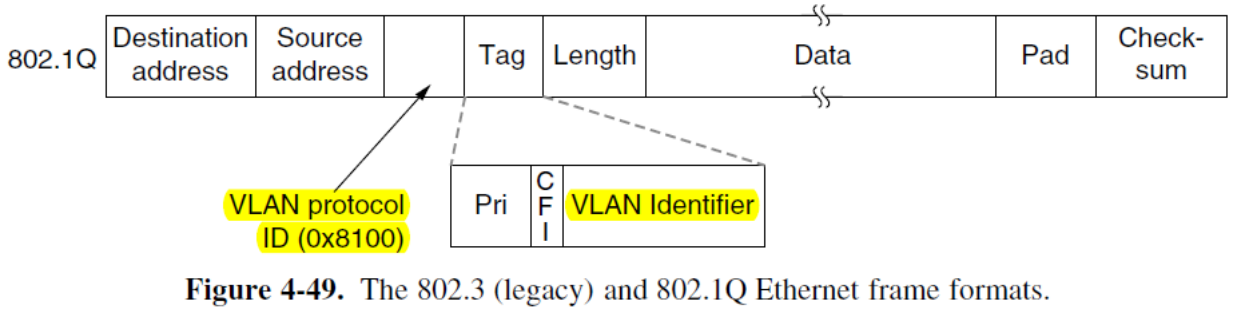 802.1Q
Destination
address
Source
address
Tag
Length
Data
Pad
Check-
sum
VLAN protocol
ID (0x8100)
Pri
C
F
I
VLAN Identifier
Figure 4-49. The 802.3 (legacy) and 802.1Q Ethernet frame formats.